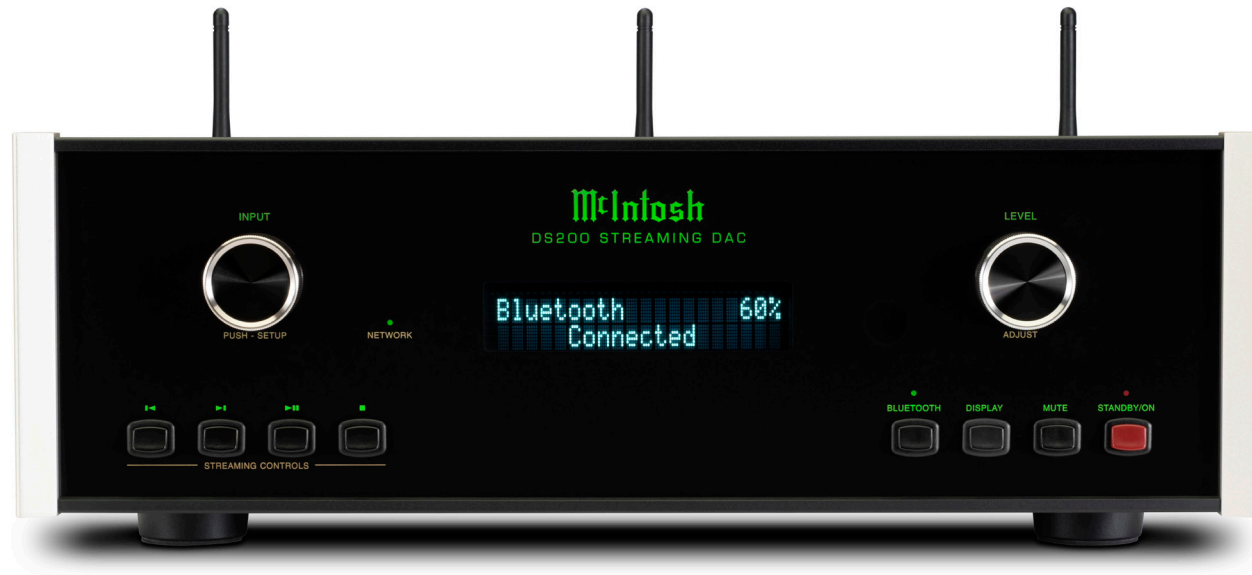 McIntosh
DS200 STREAMING DAC
INPUT
PUSH - SETUP
NETWORK
Bluetooth 60%
Connected
LEVEL
ADJUST
STREAMING CONTROLS
BLUETOOTH
DISPLAY
MUTE
STANDBY/ON